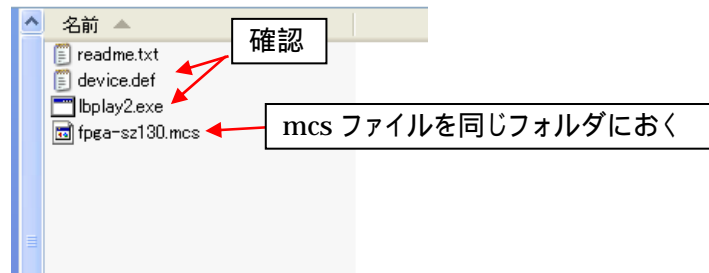 名前
確認
readme.txt
device.def
lbplay2.exe
fpga-sz130.mcs
mcs ファイルを同じフォルダにおく